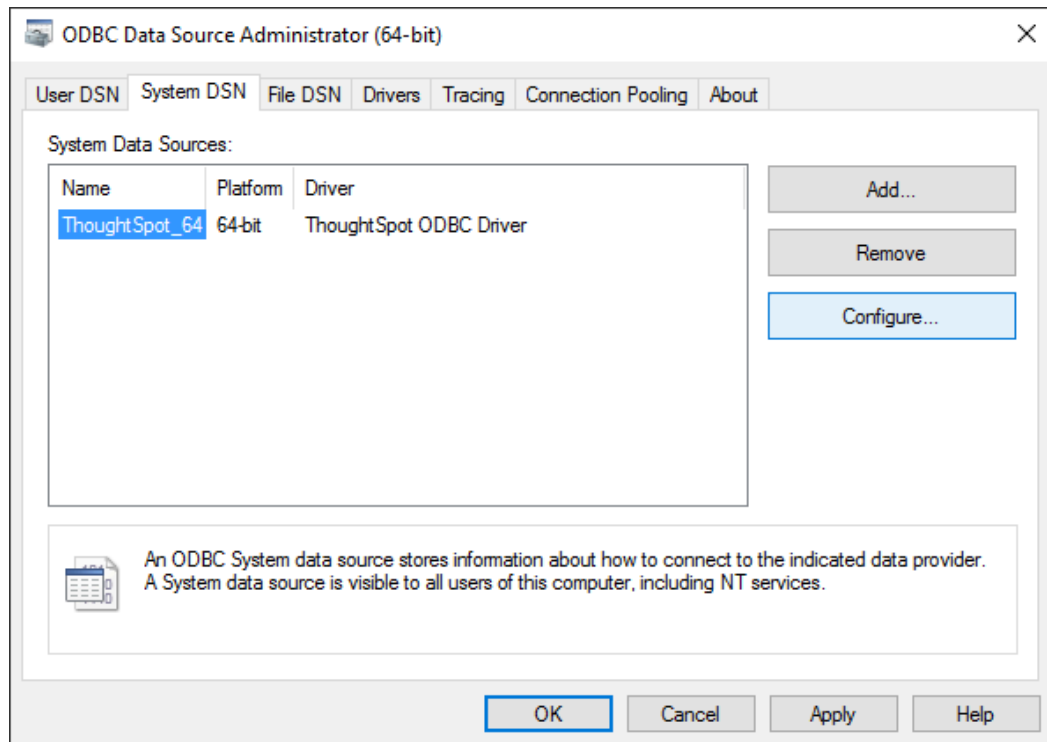 ODBC Data Source Administrator (64-bit)
User DSN System DSN File DSN Drivers Tracing Connection Pooling About
System Data Sources:
Name Platform Driver
ThoughtSpot_64 64-bit ThoughtSpot ODBC Driver
Add...
Remove
Configure...
An ODBC System data source stores information about how to connect to the indicated data provider.
A System data source is visible to all users of this computer, including NT services.
OK Cancel Apply Help